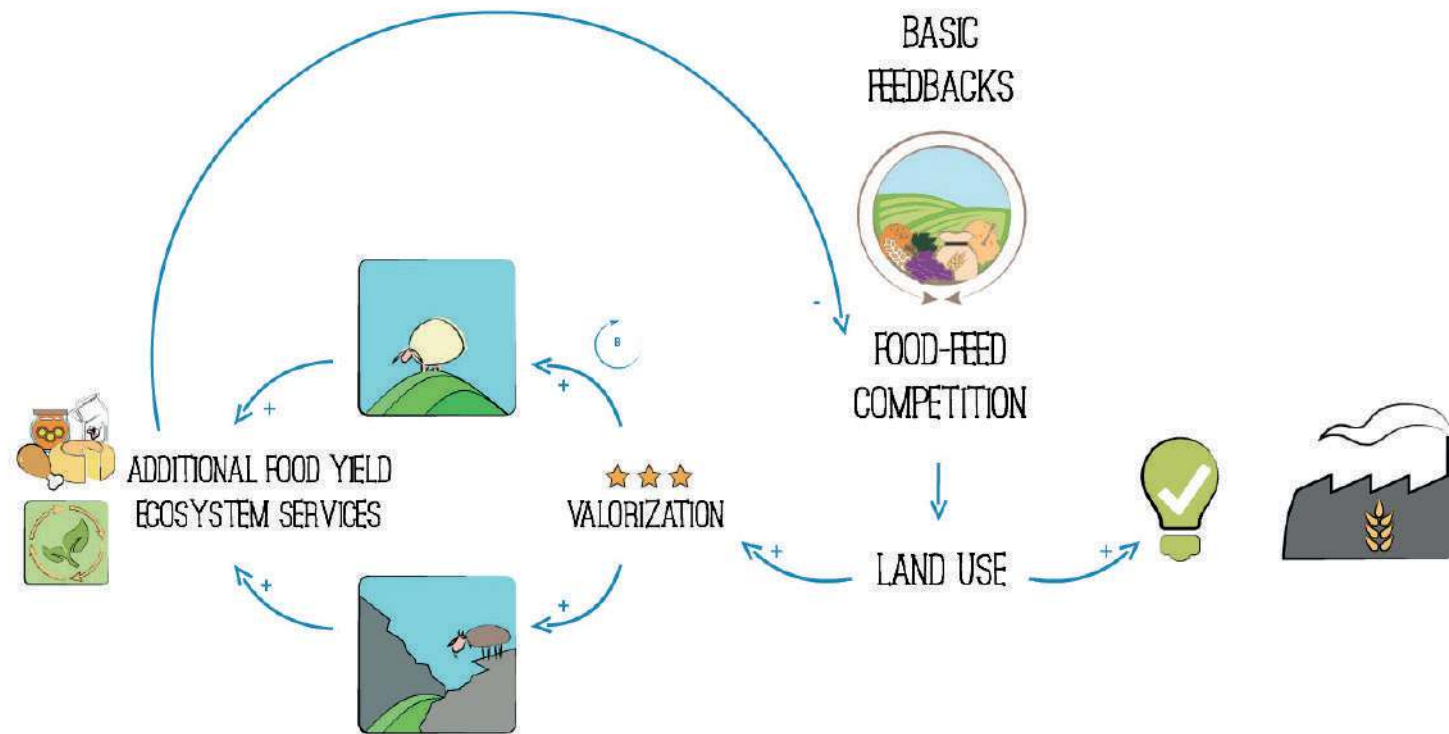 BASIC
FEEDBACKS
-
B
FOOD-FEED
COMPETITION
+
+
ADDITIONAL FOOD YIELD
ECOSYSTEM SERVICES
VALORIZATION
+
+
LAND USE
+
+